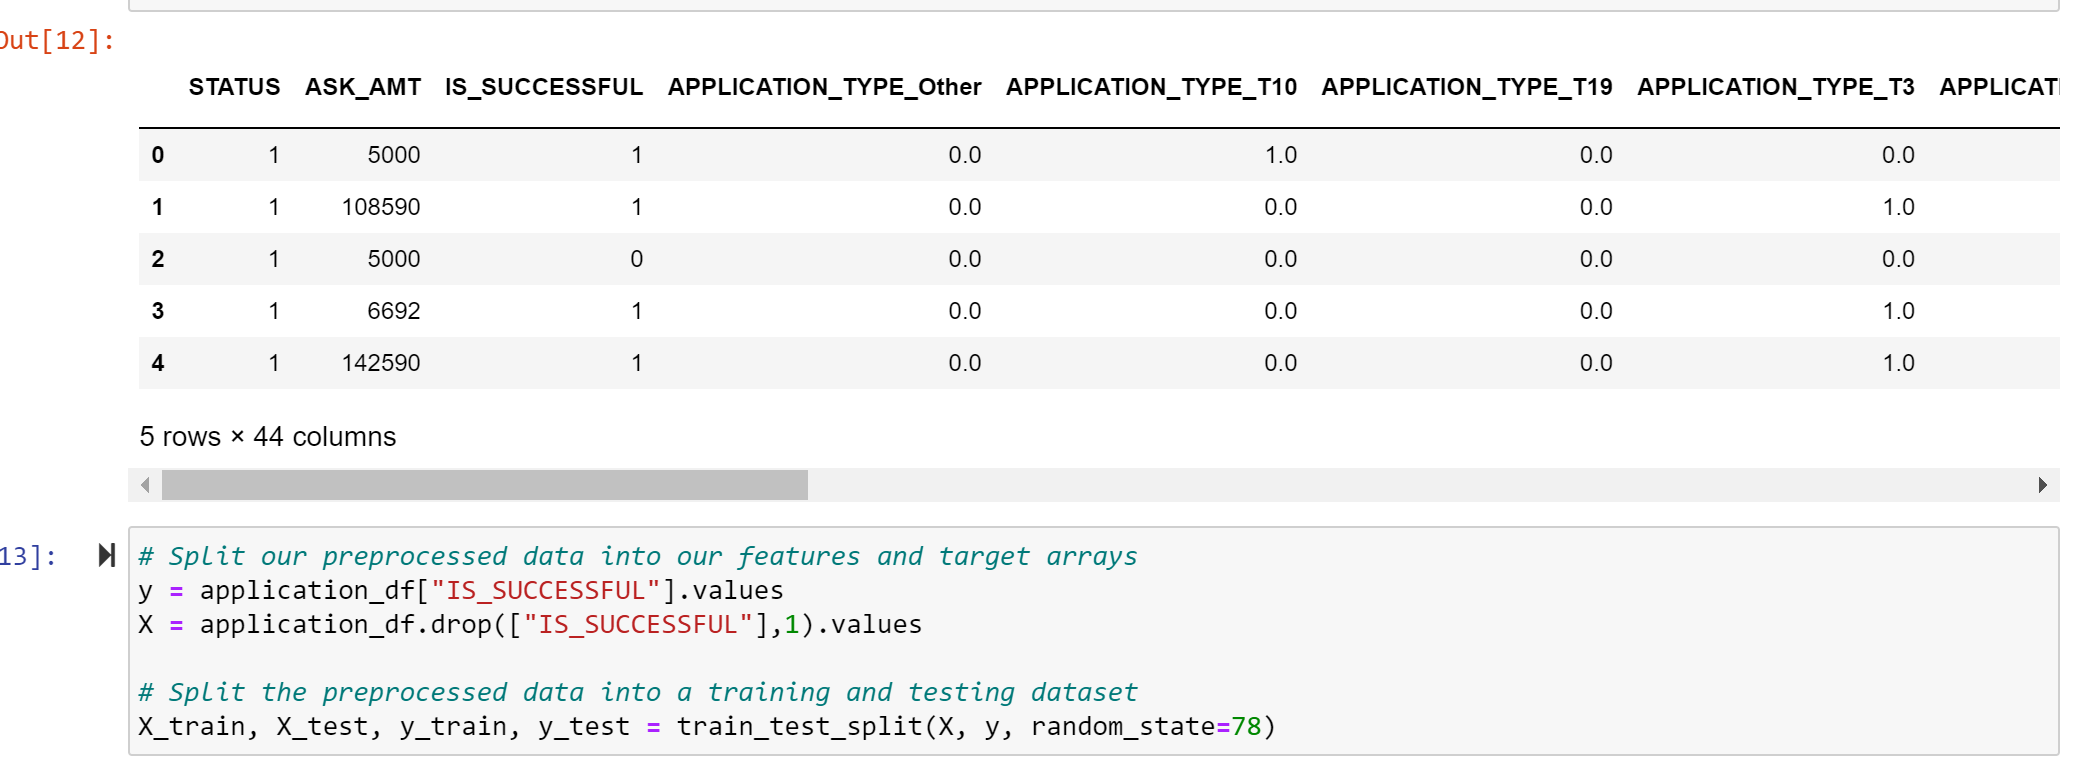 Out[12]:
STATUS ASK_AMT IS_SUCCESSFUL APPLICATION_TYPE_Other APPLICATION_TYPE_T10 APPLICATION_TYPE_T19 APPLICATION_TYPE_T3 APPLICATI
0 1 5000 1 0.0 1.0 0.0 0.0
1 1 108590 1 0.0 0.0 0.0 1.0
2 1 5000 0 0.0 0.0 0.0 0.0
3 1 6692 1 0.0 0.0 0.0 1.0
4 1 142590 1 0.0 0.0 0.0 1.0
5 rows × 44 columns
13]:
# Split our preprocessed data into our features and target arrays
y = application_df["IS_SUCCESSFUL"].values
X = application_df.drop(["IS_SUCCESSFUL"],1).values
# Split the preprocessed data into a training and testing dataset
X_train, X_test, y_train, y_test = train_test_split(X, y, random_state=78)